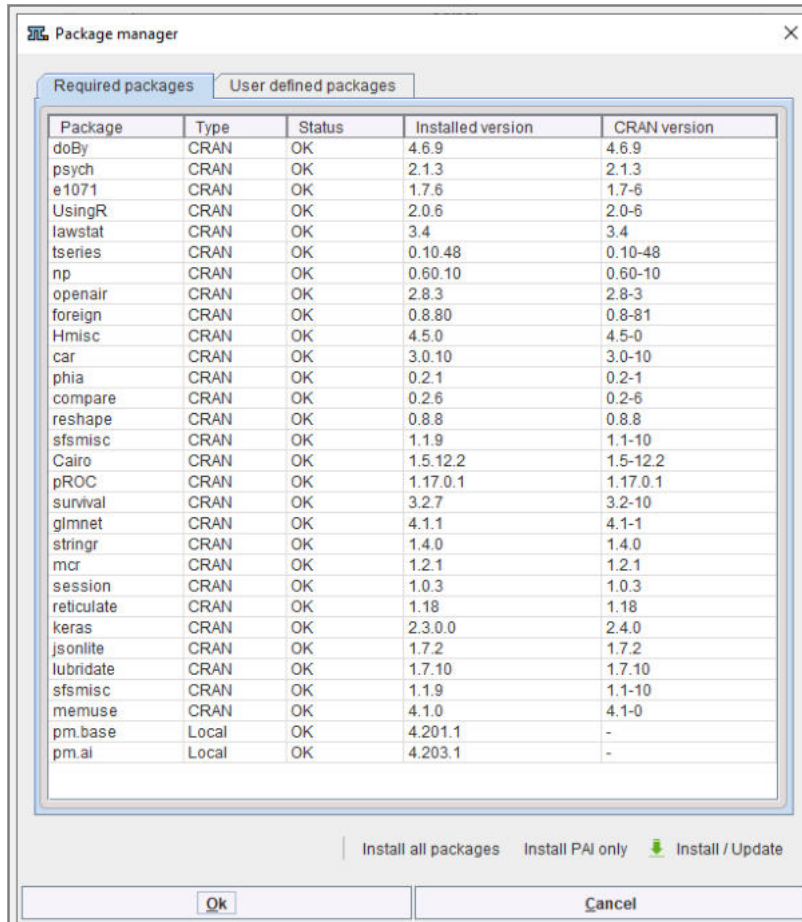 Package manager
Required packages User defined packages
Package Type Status Installed version CRAN version
doBy CRAN OK 4.6.9 4.6.9
psych CRAN OK 2.1.3 2.1.3
e1071 CRAN OK 1.7.6 1.7-6
UsingR CRAN OK 2.0.6 2.0-6
lawstat CRAN OK 3.4 3.4
tseries CRAN OK 0.10.48 0.10-48
np CRAN OK 0.60.10 0.60-10
openair CRAN OK 2.8.3 2.8-3
foreign CRAN OK 0.8.80 0.8-81
Hmisc CRAN OK 4.5.0 4.5-0
car CRAN OK 3.0.10 3.0-10
phia CRAN OK 0.2.1 0.2-1
compare CRAN OK 0.2.6 0.2-6
reshape CRAN OK 0.8.8 0.8.8
sfsmisc CRAN OK 1.1.9 1.1-10
Cairo CRAN OK 1.5.12.2 1.5-12.2
pROC CRAN OK 1.17.0.1 1.17.0.1
survival CRAN OK 3.2.7 3.2-10
glmnet CRAN OK 4.1.1 4.1-1
stringr CRAN OK 1.4.0 1.4.0
mcr CRAN OK 1.2.1 1.2.1
session CRAN OK 1.0.3 1.0.3
reticulate CRAN OK 1.18 1.18
keras CRAN OK 2.3.0.0 2.4.0
jsonlite CRAN OK 1.7.2 1.7.2
lubridate CRAN OK 1.7.10 1.7.10
sfsmisc CRAN OK 1.1.9 1.1-10
memuse CRAN OK 4.1.0 4.1-0
pm.base Local OK 4.201.1 -
pm.ai Local OK 4.203.1 -
Install all packages Install PAI only Install / Update
Ok Cancel